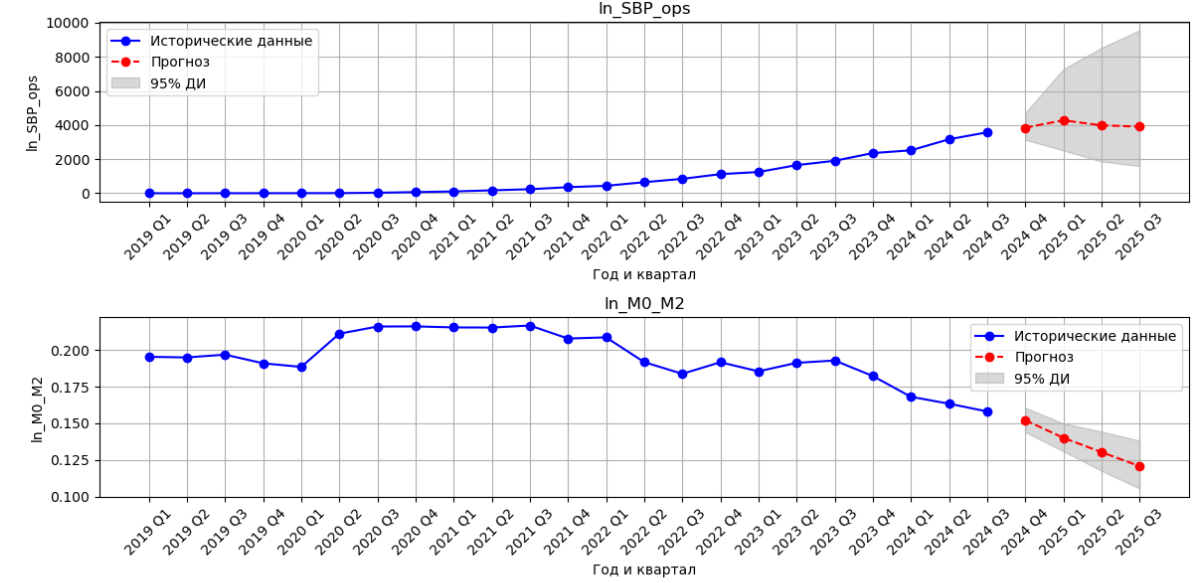 ln_SBP_ops
10000
8000
6000
4000
2000
0
ln_SBP_ops
Исторические данные
Прогноз
95% ДИ
2019 Q1
2019 Q2
2019 Q3
2019 Q4
2020 Q1
2020 Q2
2020 Q3
2020 Q4
2021 Q1
2021 Q2
2021 Q3
2021 Q4
2022 Q1
2022 Q2
2022 Q3
2022 Q4
2023 Q1
2023 Q2
2023 Q3
2023 Q4
2024 Q1
2024 Q2
2024 Q3
2024 Q4
2025 Q1
2025 Q2
2025 Q3
Год и квартал
ln_M0_M2
0.200
0.175
0.150
0.125
0.100
ln_M0_M2
Исторические данные
Прогноз
95% ДИ
2019 Q1
2019 Q2
2019 Q3
2019 Q4
2020 Q1
2020 Q2
2020 Q3
2020 Q4
2021 Q1
2021 Q2
2021 Q3
2021 Q4
2022 Q1
2022 Q2
2022 Q3
2022 Q4
2023 Q1
2023 Q2
2023 Q3
2023 Q4
2024 Q1
2024 Q2
2024 Q3
2024 Q4
2025 Q1
2025 Q2
2025 Q3
Год и квартал